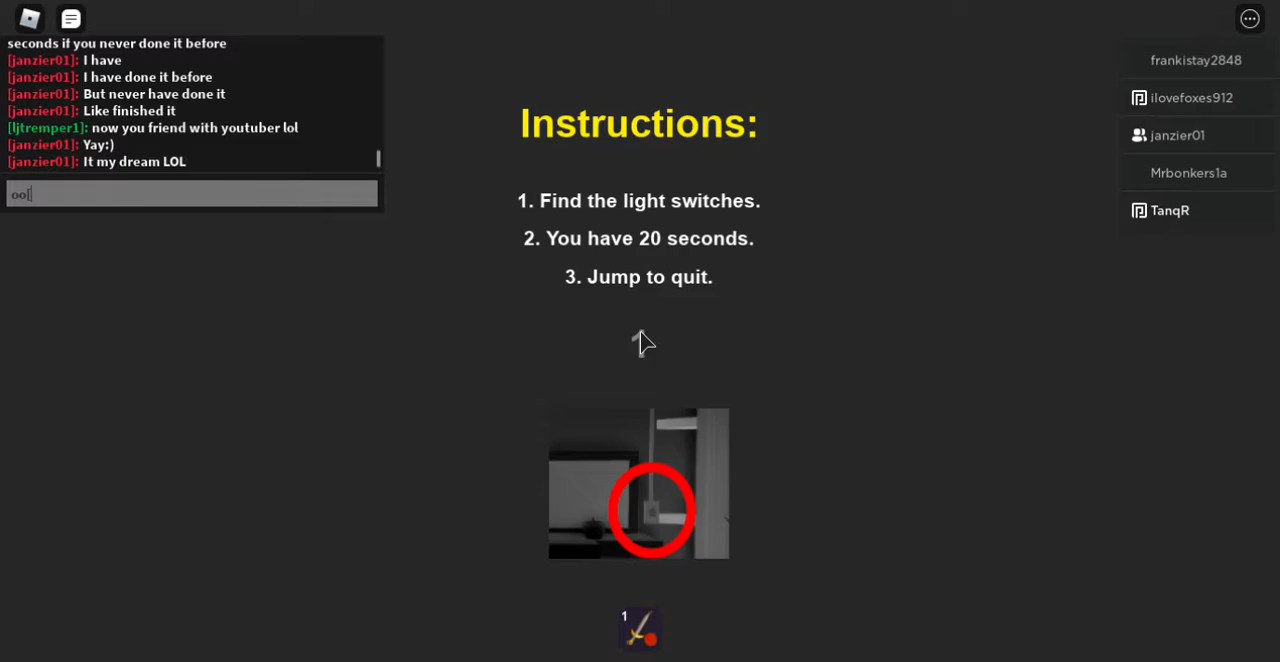 seconds if you never done it before
[janzier01]: I have
[janzier01]: I have done it before
[janzier01]: But never have done it
[janzier01]: Like finished it
[ljtremper1]: now you friend with youtuber lol
[janzier01]: Yay:)
[janzier01]: It my dream LOL
oo[
Instructions:
1. Find the light switches.
2. You have 20 seconds.
3. Jump to quit.
1
frankistay2848
ilovefoxes912
janzier01
Mrbonkers1a
TanqR